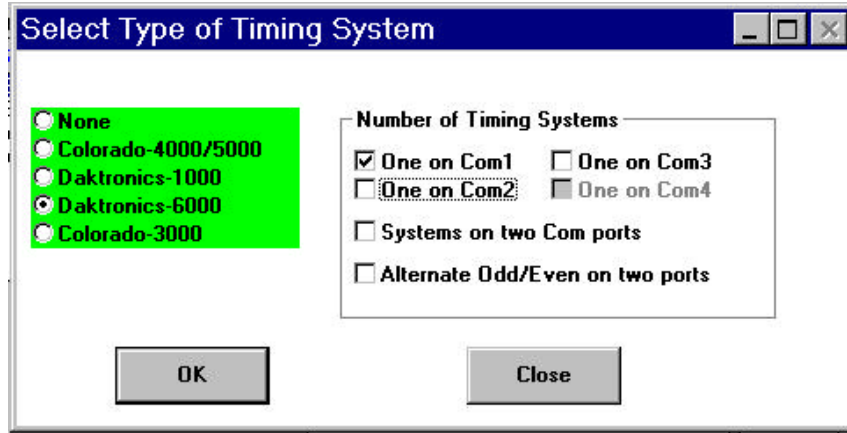 Select Type of Timing System
None
Colorado-4000/5000
Daktronics-1000
Daktronics-6000
Colorado-3000
Number of Timing Systems
One on Com1
One on Com3
One on Com2
One on Com4
Systems on two Com ports
Alternate Odd/Even on two ports
OK
Close